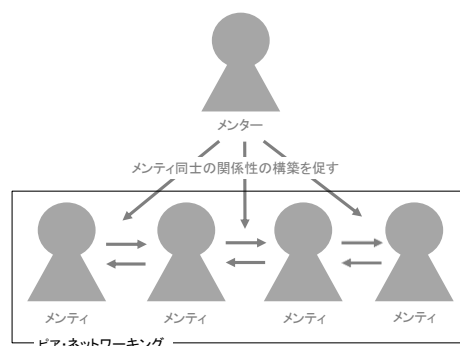 メンター
メンティ同士の関係性の構築を促す
メンティ
メンティ
メンティ
メンティ
ピア・ネットワーキング